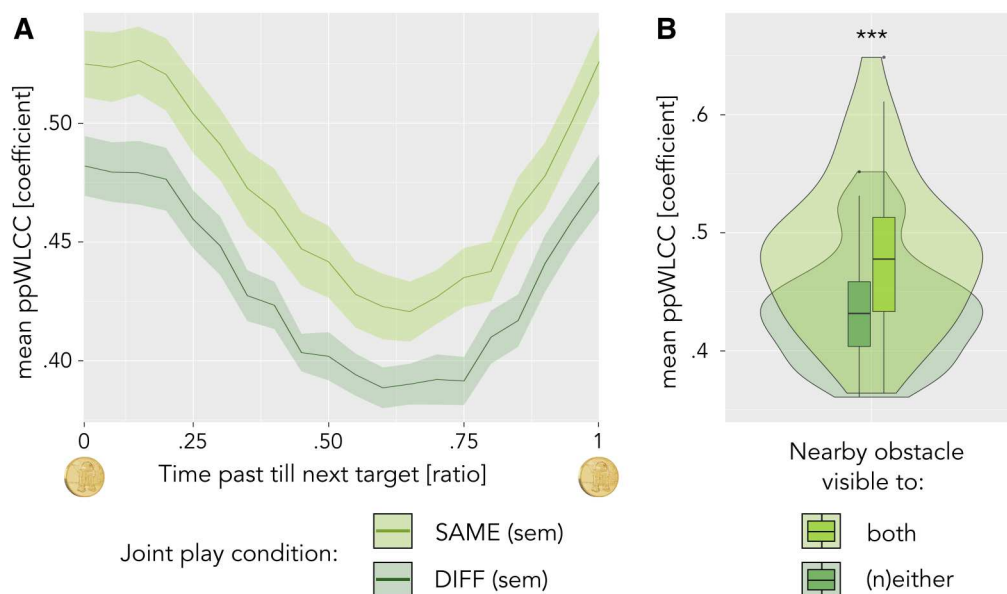 A
mean ppWLCC [coefficient]
.50
.45
.40
0
.25
.50
.75
1
Time past till next target [ratio]
Joint play condition:
SAME (sem)
DIFF (sem)
B
***
mean ppWLCC [coefficient]
.6
.5
.4
Nearby obstacle
visible to:
both
(n)either